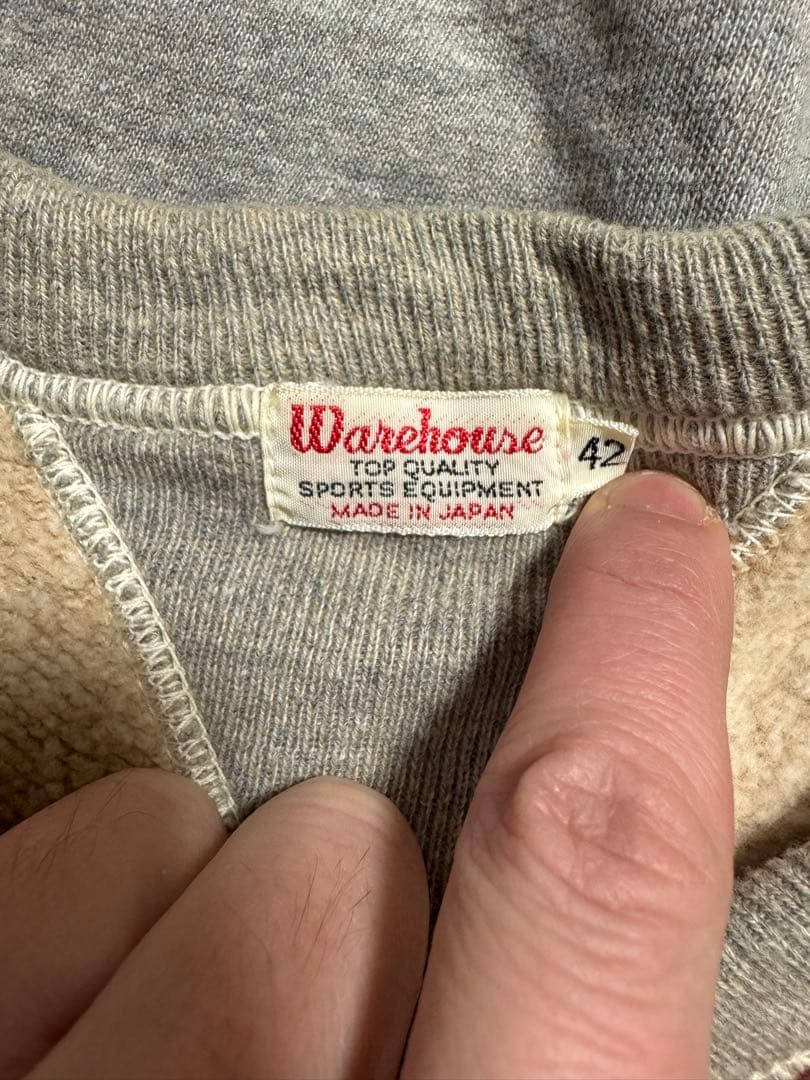 Warehouse
TOP QUALITY
SPORTS EQUIPMENT
MADE IN JAPAN
42